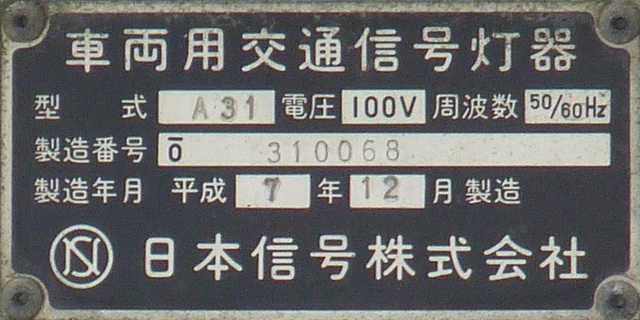 車両用交通信号灯器
型式 A31 電圧 100V 周波数 50/60Hz
製造番号 ō 310068
製造年月 平成 7 年 12 月 製造
NS 日本信号株式会社